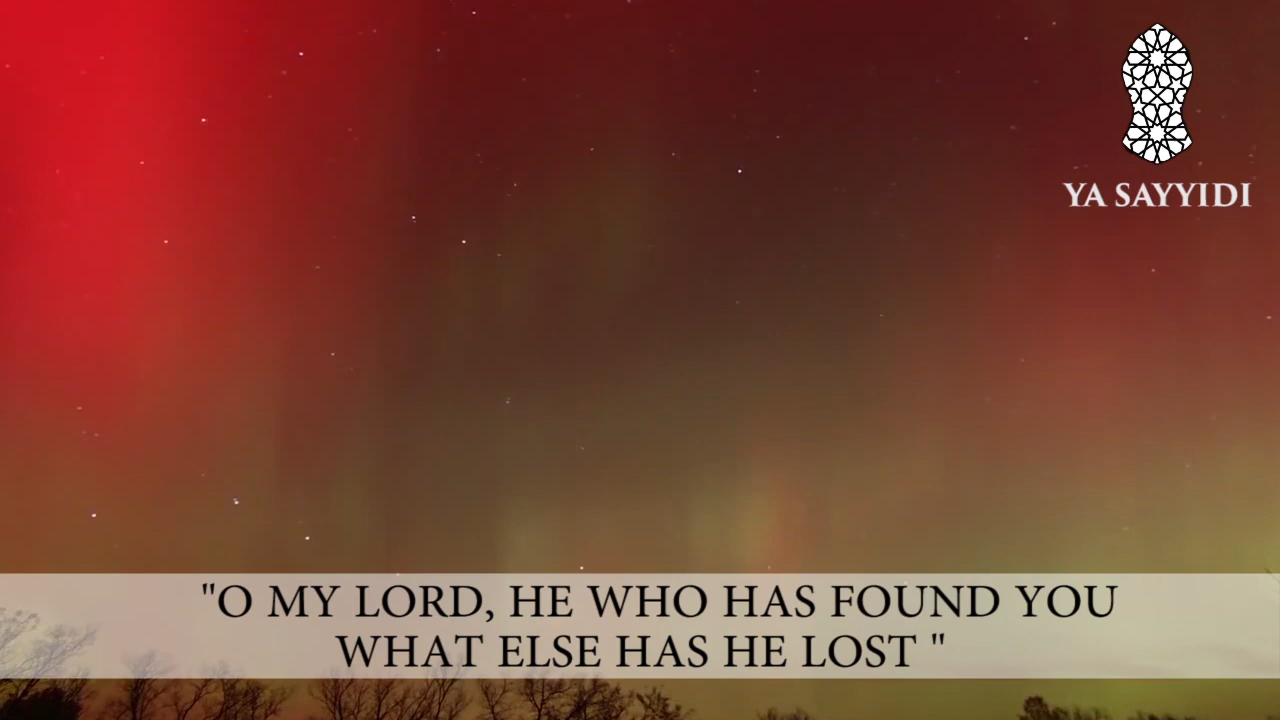 YA SAYYIDI
"O MY LORD, HE WHO HAS FOUND YOU
WHAT ELSE HAS HE LOST "